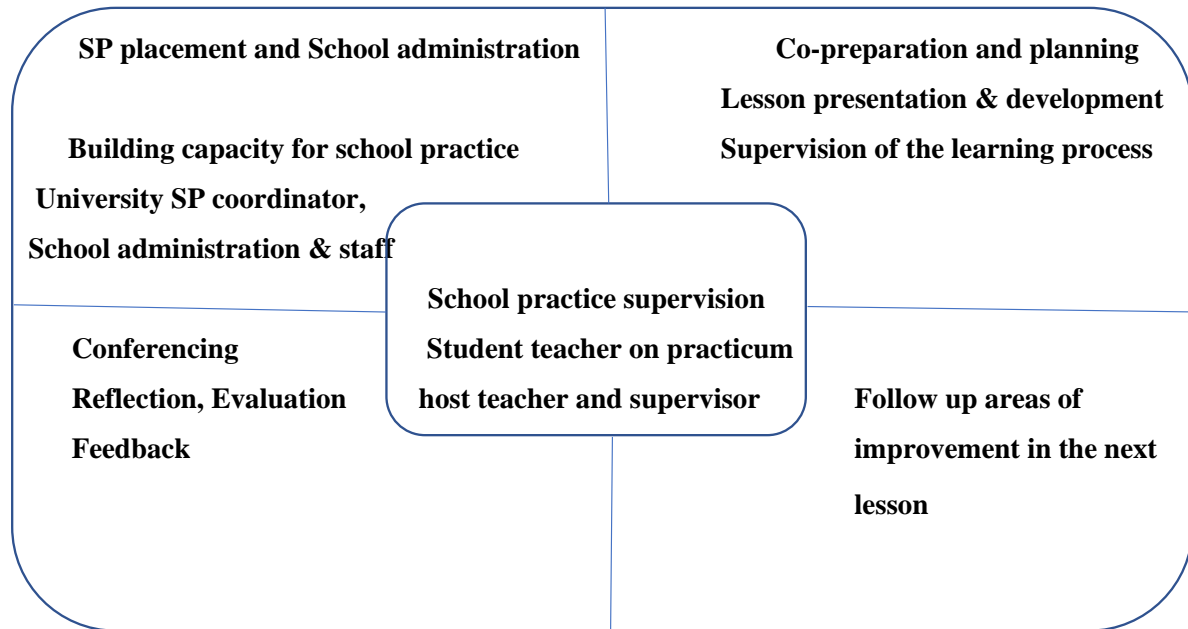 SP placement and School administration
Building capacity for school practice
University SP coordinator,
School administration & staff
Co-preparation and planning
Lesson presentation & development
Supervision of the learning process
School practice supervision
Student teacher on practicum
host teacher and supervisor
Conferencing
Reflection, Evaluation
Feedback
Follow up areas of
improvement in the next
lesson